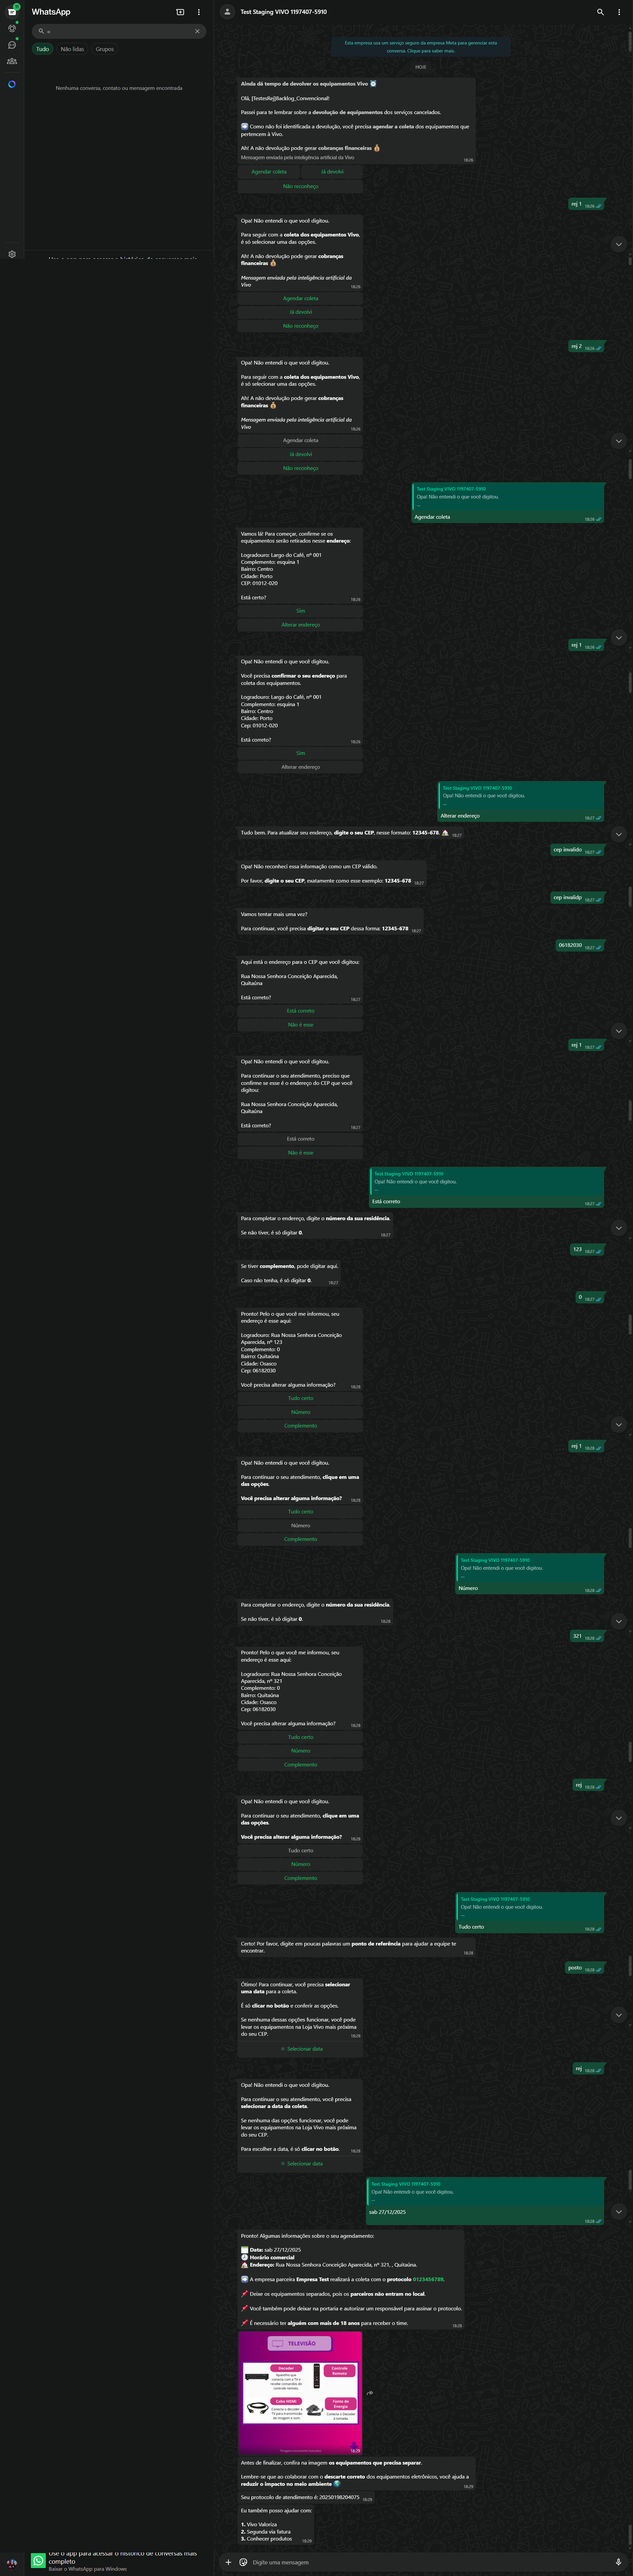 WhatsApp
Tudo
Não lidas
Grupos
Nenhuma conversa, contato ou mensagem encontrada
Test Staging VIVO 1197407-5910
Esta empresa usa um serviço seguro da empresa Meta para gerenciar esta
conversa. Clique para saber mais.
HOJE
Ainda dá tempo de devolver os equipamentos Vivo
Olá, [TestesRej]Backlog_Convencional!
Passei para te lembrar sobre a devolução de equipamentos dos serviços cancelados.
Como não foi identificada a devolução, você precisa agendar a coleta dos equipamentos que
pertencem à Vivo.
Ah! A não devolução pode gerar cobranças financeiras
Mensagem enviada pela inteligência artificial da Vivo
18:26
Agendar coleta
Já devolvi
Não reconheço
rej 1 18:26
Opa! Não entendi o que você digitou.
Para seguir com a coleta dos equipamentos Vivo,
é só selecionar uma das opções.
Ah! A não devolução pode gerar cobranças
financeiras
Mensagem enviada pela inteligência artificial da
Vivo
18:26
Agendar coleta
Já devolvi
Não reconheço
rej 2 18:26
Opa! Não entendi o que você digitou.
Para seguir com a coleta dos equipamentos Vivo,
é só selecionar uma das opções.
Ah! A não devolução pode gerar cobranças
financeiras
Mensagem enviada pela inteligência artificial da
Vivo
18:26
Agendar coleta
Já devolvi
Não reconheço
Test Staging VIVO 1197407-5910
Opa! Não entendi o que você digitou.
...
Agendar coleta
18:26
Vamos lá! Para começar, confirme se os
equipamentos serão retirados nesse endereço:
Logradouro: Largo do Café, nº 001
Complemento: esquina 1
Bairro: Centro
Cidade: Porto
CEP: 01012-020
Está certo?
18:26
Sim
Alterar endereço
rej 1 18:26
Opa! Não entendi o que você digitou.
Você precisa confirmar o seu endereço para
coleta dos equipamentos.
Logradouro: Largo do Café, nº 001
Complemento: esquina 1
Bairro: Centro
Cidade: Porto
Cep: 01012-020
Está correto?
18:26
Sim
Alterar endereço
Test Staging VIVO 1197407-5910
Opa! Não entendi o que você digitou.
...
Alterar endereço
18:27
Tudo bem. Para atualizar seu endereço, digite o seu CEP, nesse formato: 12345-678. 18:27
cep invalido 18:27
Opa! Não reconheci essa informação como um CEP válido.
Por favor, digite o seu CEP, exatamente como esse exemplo: 12345-678 18:27
cep invalidp 18:27
Vamos tentar mais uma vez?
Para continuar, você precisa digitar o seu CEP dessa forma: 12345-678 18:27
06182030 18:27
Aqui está o endereço para o CEP que você digitou:
Rua Nossa Senhora Conceição Aparecida,
Quitaúna
Está correto?
18:27
Está correto
Não é esse
rej 1 18:27
Opa! Não entendi o que você digitou.
Para continuar o seu atendimento, preciso que
confirme se esse é o endereço do CEP que você
digitou:
Rua Nossa Senhora Conceição Aparecida,
Quitaúna
Está correto?
18:27
Está correto
Não é esse
Test Staging VIVO 1197407-5910
Opa! Não entendi o que você digitou.
...
Está correto
18:27
Para completar o endereço, digite o número da sua residência.
Se não tiver, é só digitar 0.
18:27
123 18:27
Se tiver complemento, pode digitar aqui.
Caso não tenha, é só digitar 0.
18:27
0 18:27
Pronto! Pelo o que você me informou, seu
endereço é esse aqui:
Logradouro: Rua Nossa Senhora Conceição
Aparecida, nº 123
Complemento: 0
Bairro: Quitaúna
Cidade: Osasco
Cep: 06182030
Você precisa alterar alguma informação?
18:28
Tudo certo
Número
Complemento
rej 1 18:28
Opa! Não entendi o que você digitou.
Para continuar o seu atendimento, clique em uma
das opções.
Você precisa alterar alguma informação?
18:28
Tudo certo
Número
Complemento
Test Staging VIVO 1197407-5910
Opa! Não entendi o que você digitou.
...
Número
18:28
Para completar o endereço, digite o número da sua residência.
Se não tiver, é só digitar 0.
18:28
321 18:28
Pronto! Pelo o que você me informou, seu
endereço é esse aqui:
Logradouro: Rua Nossa Senhora Conceição
Aparecida, nº 321
Complemento: 0
Bairro: Quitaúna
Cidade: Osasco
Cep: 06182030
Você precisa alterar alguma informação?
18:28
Tudo certo
Número
Complemento
rej 18:28
Opa! Não entendi o que você digitou.
Para continuar o seu atendimento, clique em uma
das opções.
Você precisa alterar alguma informação?
18:28
Tudo certo
Número
Complemento
Test Staging VIVO 1197407-5910
Opa! Não entendi o que você digitou.
...
Tudo certo
18:28
Certo! Por favor, digite em poucas palavras um ponto de referência para ajudar a equipe te
encontrar.
18:28
posto 18:28
Ótimo! Para continuar, você precisa selecionar
uma data para a coleta.
É só clicar no botão e conferir as opções.
Se nenhuma dessas opções funcionar, você pode
levar os equipamentos na Loja Vivo mais próxima
do seu CEP.
18:28
Selecionar data
rej 18:28
Opa! Não entendi o que você digitou.
Para continuar o seu atendimento, você precisa
selecionar a data da coleta.
Se nenhuma das opções funcionar, você pode
levar os equipamentos na Loja Vivo mais próxima
do seu CEP.
Para escolher a data, é só clicar no botão.
18:28
Selecionar data
Test Staging VIVO 1197407-5910
Opa! Não entendi o que você digitou.
...
sab 27/12/2025
18:28
Pronto! Algumas informações sobre o seu agendamento:
Data: sab 27/12/2025
Horário comercial
Endereço: Rua Nossa Senhora Conceição Aparecida, nº 321, , Quitaúna.
A empresa parceira Empresa Test realizará a coleta com o protocolo 0123456789.
Deixe os equipamentos separados, pois os parceiros não entram no local.
Você também pode deixar na portaria e autorizar um responsável para assinar o protocolo.
É necessário ter alguém com mais de 18 anos para receber o time.
18:28
TELEVISÃO
Decoder
Aparelho que
conecta com a TV e
recebe comandos do
controle remoto.
Controle
Remoto
Cabo HDMI
Conecta o decoder à
TV para transmissão
de imagem e som.
Fonte de
Energia
Conecta o Decoder
à tomada.
18:29
Antes de finalizar, confira na imagem os equipamentos que precisa separar.
Lembre-se que ao colaborar com o descarte correto dos equipamentos eletrônicos, você ajuda a
reduzir o impacto no meio ambiente
18:29
Seu protocolo de atendimento é: 20250198204075 18:29
Eu também posso ajudar com:
1. Vivo Valoriza
2. Segunda via fatura
3. Conhecer produtos
18:29
Use o app para acessar o histórico de conversas mais
completo
Baixar o WhatsApp para Windows
Digite uma mensagem